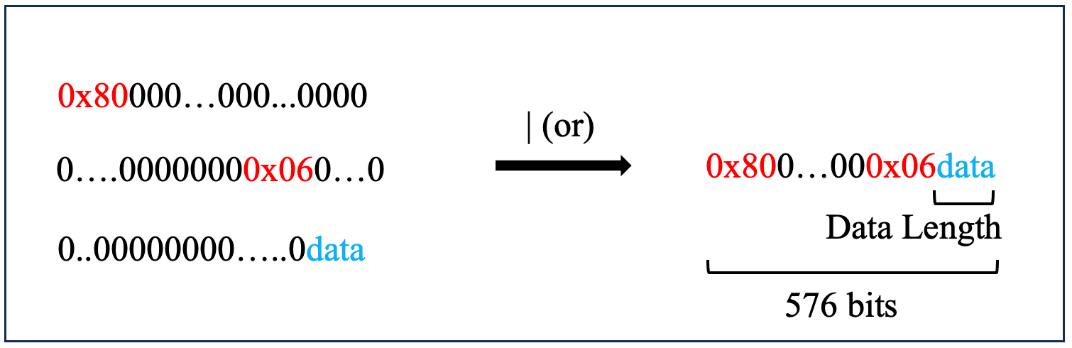 0x80000…000...0000
| (or)
0….00000000x060…0
0x800…000x06data
0..00000000…..0data
Data Length
576 bits